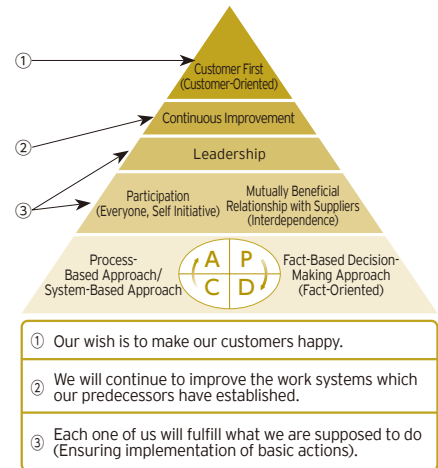 ①
Customer First
(Customer-Oriented)
②
Continuous Improvement
Leadership
③
Participation
(Everyone, Self Initiative)
Mutually Beneficial
Relationship with Suppliers
(Interdependence)
Process-
Based Approach/
System-Based Approach
A P
C D
Fact-Based Decision-
Making Approach
(Fact-Oriented)
① Our wish is to make our customers happy.
② We will continue to improve the work systems which
our predecessors have established.
③ Each one of us will fulfill what we are supposed to do
(Ensuring implementation of basic actions).